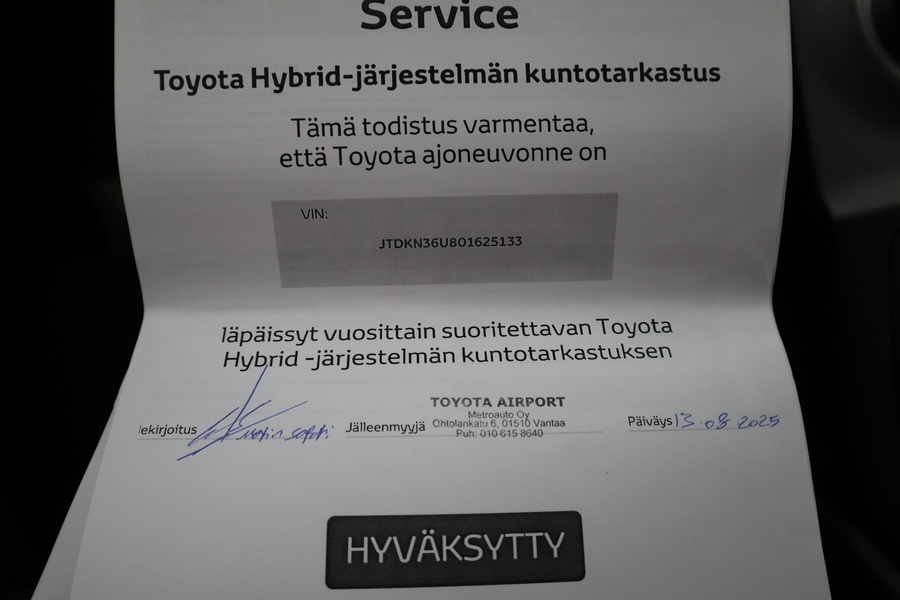 Service
Toyota Hybrid-järjestelmän kuntotarkastus
Tämä todistus varmentaa,
että Toyota ajoneuvonne on
VIN:
JTDKN36U801625133
läpäissyt vuosittain suoritettavan Toyota
Hybrid -järjestelmän kuntotarkastuksen
ekirjoitus
Jälleenmyyjä
TOYOTA AIRPORT
Metroauto Oy
Ohtolankatu 6, 01510 Vantaa
Puh: 010 615 8640
Päiväys 13.08 2025
HYVÄKSYTTY